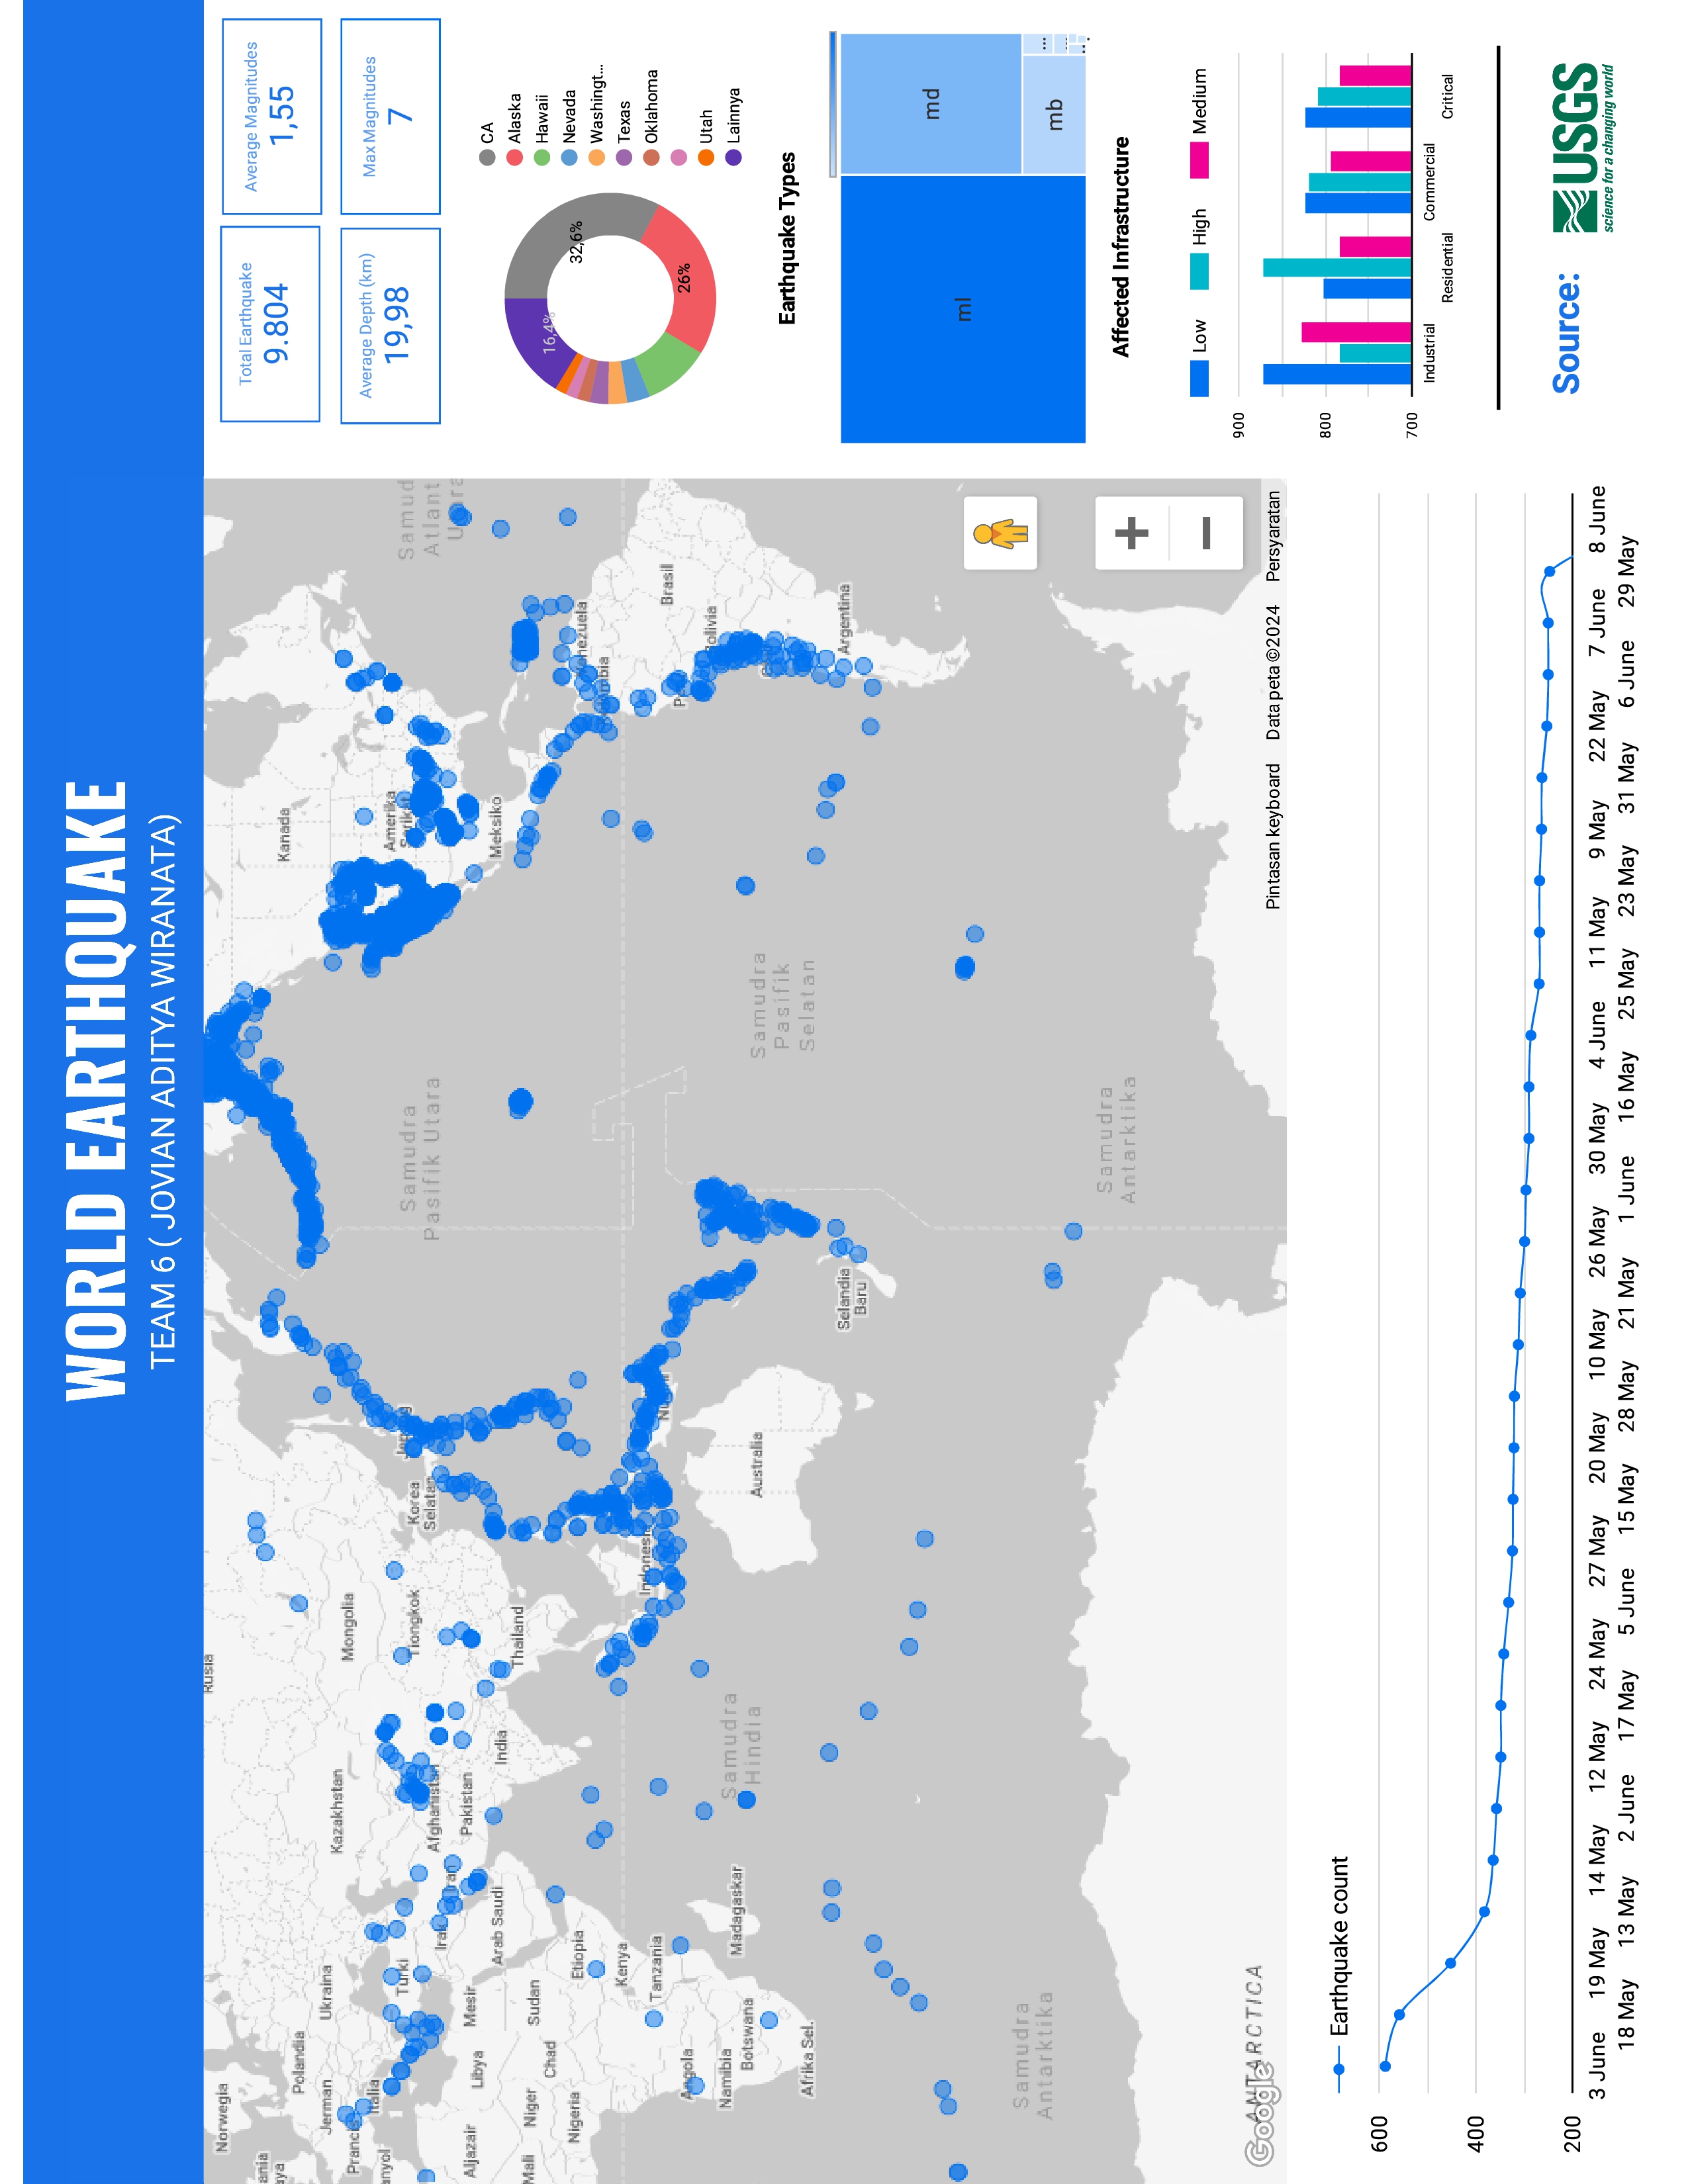 WORLD EARTHQUAKE
TEAM 6 ( JOVIAN ADITYA WIRANATA)
Norwegia
Rusia
ania
aya
Polandia
Jerman
Ukraina
Kazakhstan
Mongolia
Pranci
Italia
anyol
Turki
Tiongkok
Korea
Selatan
Afghanistan
Irak
Iran
Aljazair
Libya
Mesir
Pakistan
Arab Saudi
India
Thailand
Mali
Niger
Sudan
Chad
Nigeria
Etiopia
Kenya
Tanzania
Angola
Namibia
Botswana
Madagaskar
Afrika Sel.
Indonesia
Australia
Selandia
Baru
Kanada
Amerika
Serikat
Meksiko
Venezuela
Brasil
Bolivia
Argentina
Samudra
Pasifik Utara
Samud
Atlant
Utara
Samudra
Hindia
Samudra
Pasifik
Selatan
Samudra
Antarktika
Samudra
Antarktika
ANTARCTICA
Google
Pintasan keyboard Data peta ©2024 Persyaratan
Total Earthquake
9.804
Average Magnitudes
1,55
Average Depth (km)
19,98
Max Magnitudes
7
16,4%
32,6%
26%
CA
Alaska
Hawaii
Nevada
Washingt...
Texas
Oklahoma
Utah
Lainnya
Earthquake Types
ml
md
mb
...
...
..
Affected Infrastructure
Low High Medium
900
800
700
Industrial
Residential
Commercial
Critical
Earthquake count
600
400
200
3 June 19 May 14 May 12 May 24 May 27 May 20 May 10 May 26 May 30 May 4 June 11 May 9 May 22 May 7 June 8 June
18 May 13 May 2 June 17 May 5 June 15 May 28 May 21 May 1 June 16 May 25 May 23 May 31 May 6 June 29 May
Source:
USGS
science for a changing world